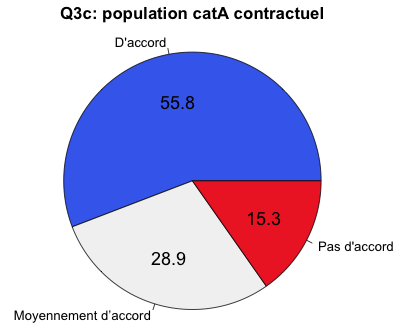 Q3c: population catA contractuel
D'accord
55.8
15.3
Pas d'accord
28.9
Moyennement d’accord